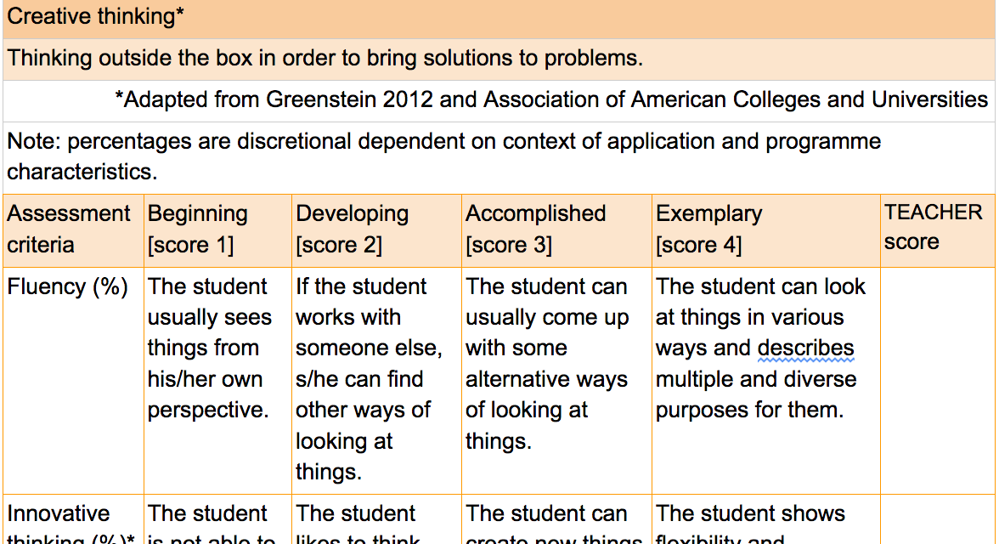 Creative thinking*
Thinking outside the box in order to bring solutions to problems.
*Adapted from Greenstein 2012 and Association of American Colleges and Universities
Note: percentages are discretional dependent on context of application and programme
characteristics.
Assessment
criteria
Beginning
[score 1]
Developing
[score 2]
Accomplished
[score 3]
Exemplary
[score 4]
TEACHER
score
Fluency (%)
The student
usually sees
things from
his/her own
perspective.
If the student
works with
someone else,
s/he can find
other ways of
looking at
things.
The student can
usually come up
with some
alternative ways
of looking at
things.
The student can look
at things in various
ways and describes
multiple and diverse
purposes for them.
Innovative
thinking (%)*
The student
is not able to
The student
likes to think
The student can
create new things
The student shows
flexibility and